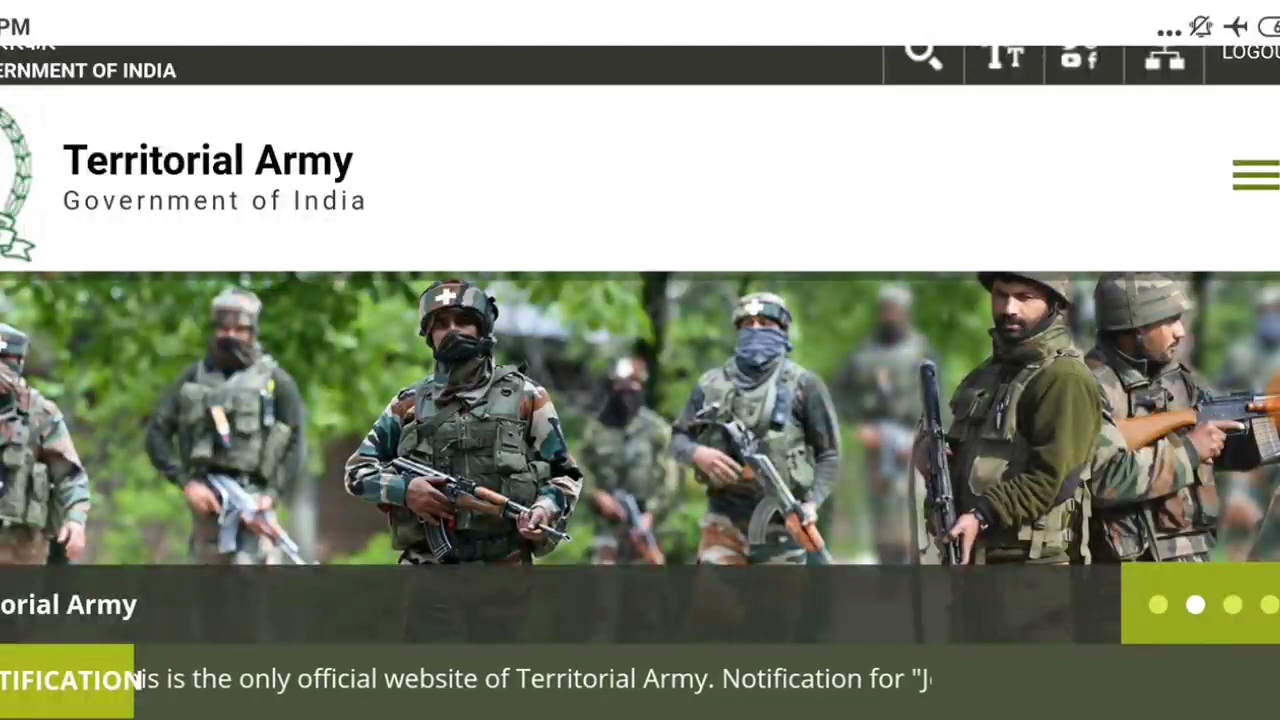 PM
ERNMENT OF INDIA
LOGOU
Territorial Army
Government of India
orial Army
TIFICATION
is is the only official website of Territorial Army. Notification for "J